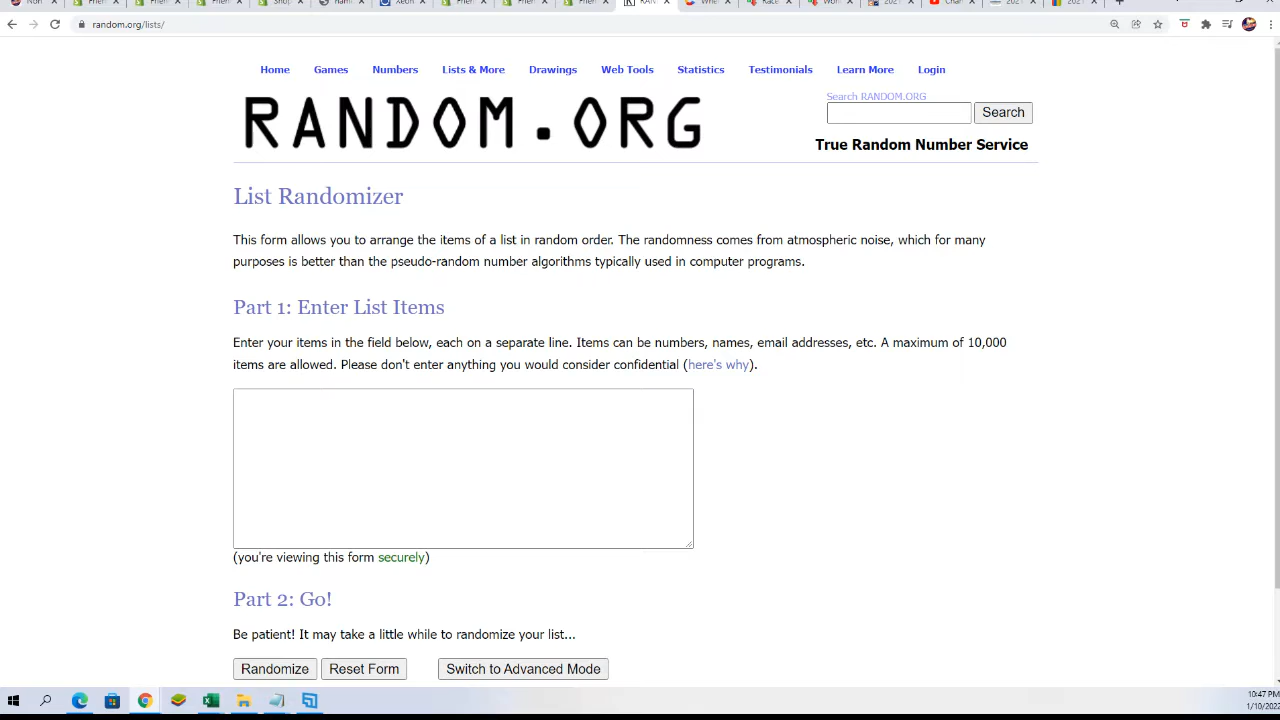 random.org/lists/
Home Games Numbers Lists & More Drawings Web Tools Statistics Testimonials Learn More Login
RANDOM.ORG
Search RANDOM.ORG
Search
True Random Number Service
List Randomizer
This form allows you to arrange the items of a list in random order. The randomness comes from atmospheric noise, which for many
purposes is better than the pseudo-random number algorithms typically used in computer programs.
Part 1: Enter List Items
Enter your items in the field below, each on a separate line. Items can be numbers, names, email addresses, etc. A maximum of 10,000
items are allowed. Please don't enter anything you would consider confidential (here's why).
(you're viewing this form securely)
Part 2: Go!
Be patient! It may take a little while to randomize your list...
Randomize Reset Form Switch to Advanced Mode
10:47 PM